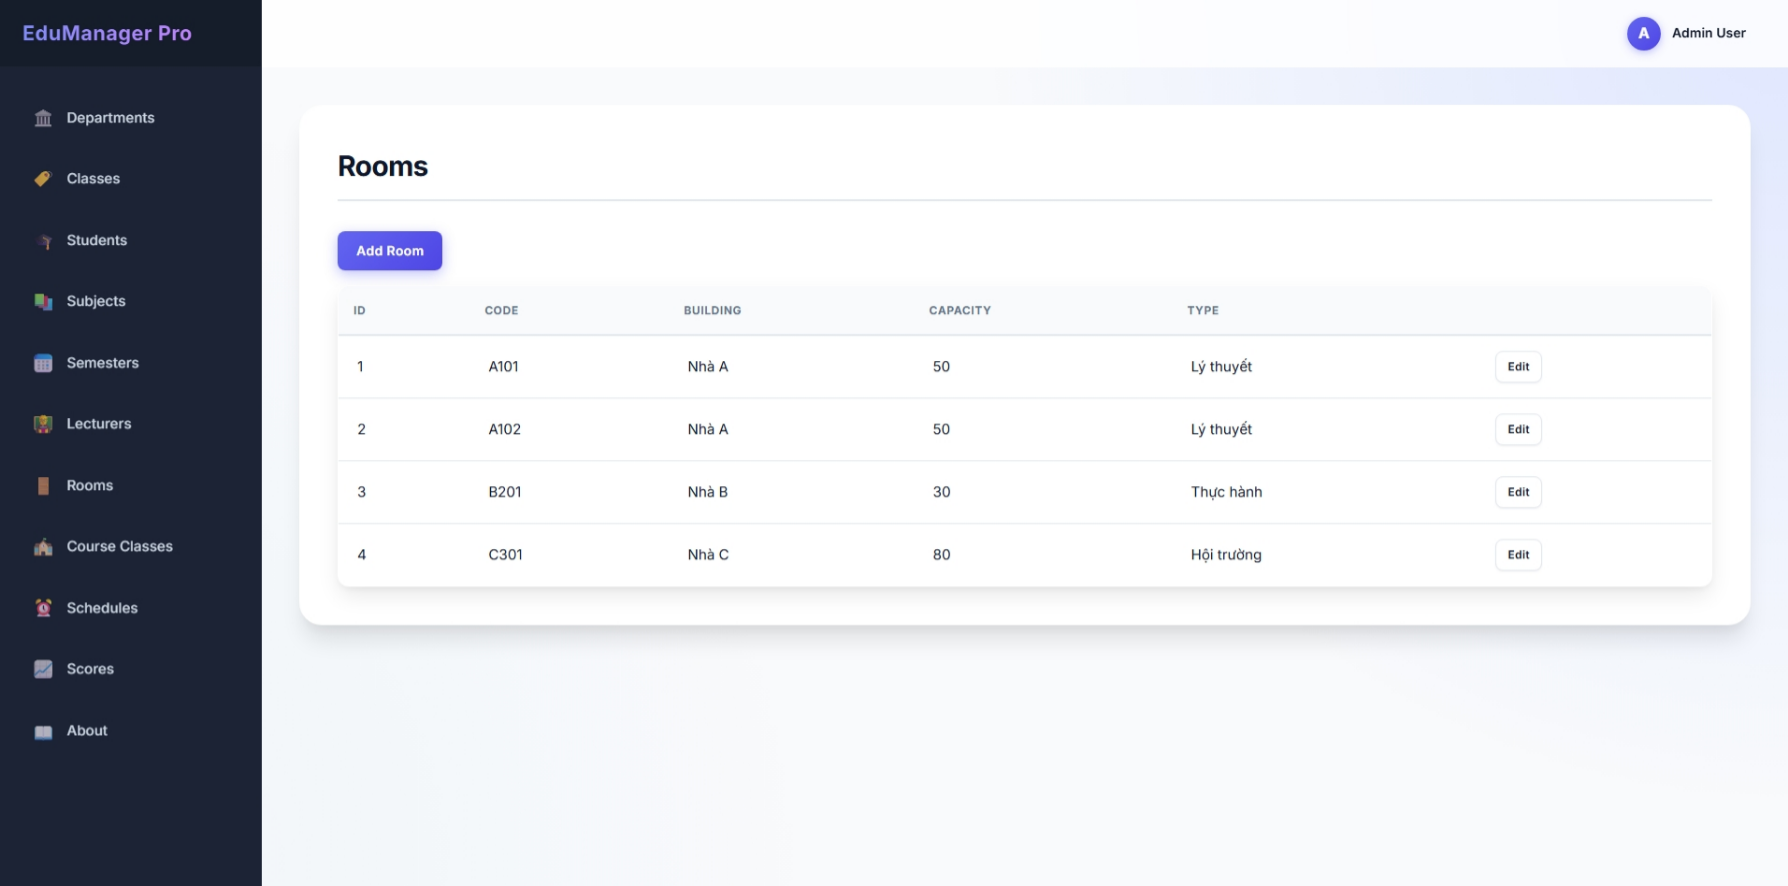 EduManager Pro
A Admin User
Departments
Classes
Students
Subjects
Semesters
Lecturers
Rooms
Course Classes
Schedules
Scores
About
Rooms
Add Room
ID CODE BUILDING CAPACITY TYPE
1 A101 Nhà A 50 Lý thuyết Edit
2 A102 Nhà A 50 Lý thuyết Edit
3 B201 Nhà B 30 Thực hành Edit
4 C301 Nhà C 80 Hội trường Edit